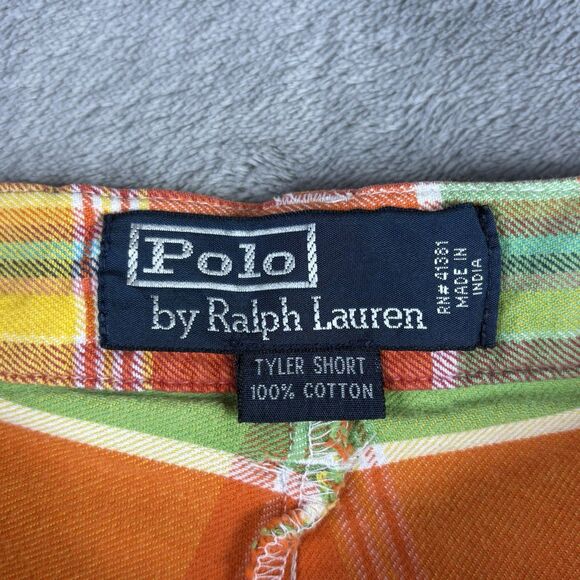 Polo
by Ralph Lauren
RN# 41381
MADE IN
INDIA
TYLER SHORT
100% COTTON